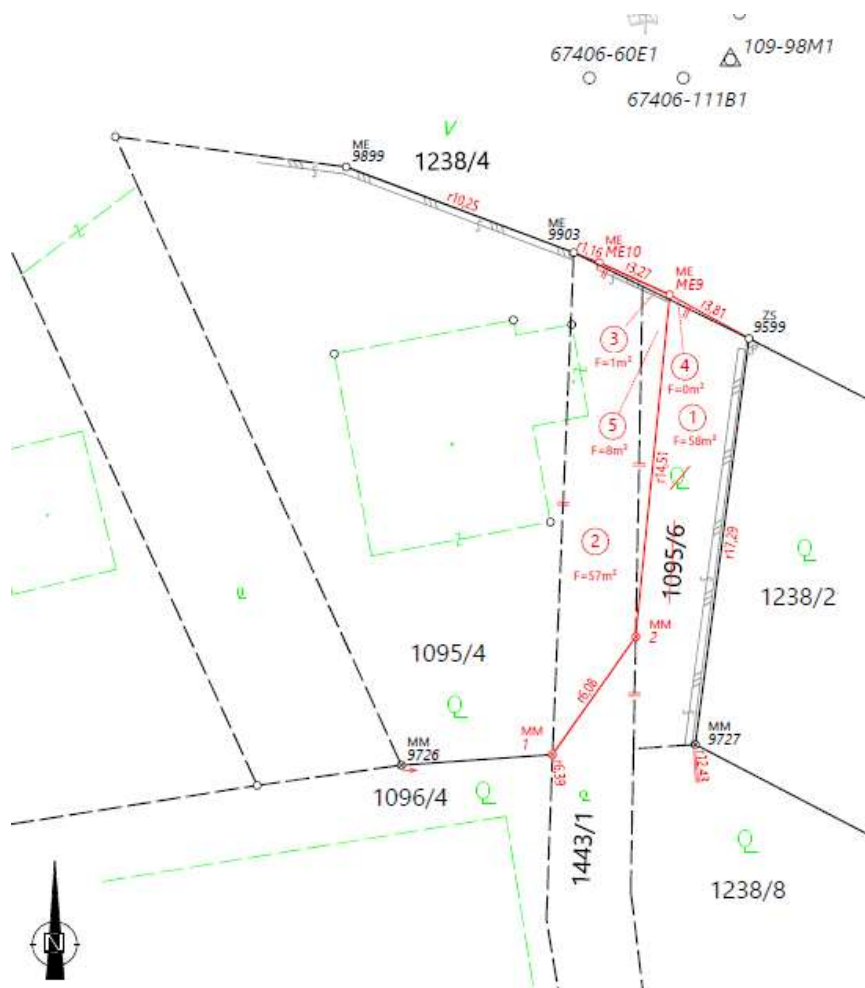 67406-60E1
109-98M1
67406-111B1
ME
9899
1238/4
r10,25
ME
9903
r1,16
ME
ME10
r3,27
ME
ME9
r3,81
ZS
9599
3
F=1m²
4
F=0m²
1
F=58m²
5
F=8m²
r14,51
2
F=57m²
1095/6
r17,29
1238/2
MM
2
1095/4
r6,08
MM
1
MM
9726
r6,39
MM
9727
r12,43
1096/4
1443/1
1238/8
N